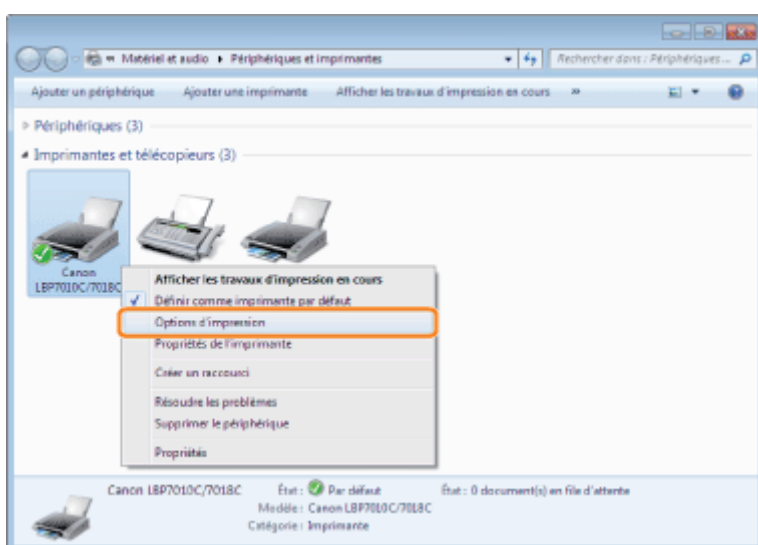 Matériel et audio ▸ Périphériques et imprimantes
Rechercher dans : Périphériques...
Ajouter un périphérique Ajouter une imprimante Afficher les travaux d'impression en cours »
Périphériques (3)
Imprimantes et télécopieurs (3)
Canon
LBP7010C/7018C
Afficher les travaux d'impression en cours
Définir comme imprimante par défaut
Options d'impression
Propriétés de l'imprimante
Créer un raccourci
Résoudre les problèmes
Supprimer le périphérique
Propriétés
Canon LBP7010C/7018C État : Par défaut État : 0 document(s) en file d'attente
Modèle : Canon LBP7010C/7018C
Catégorie : Imprimante